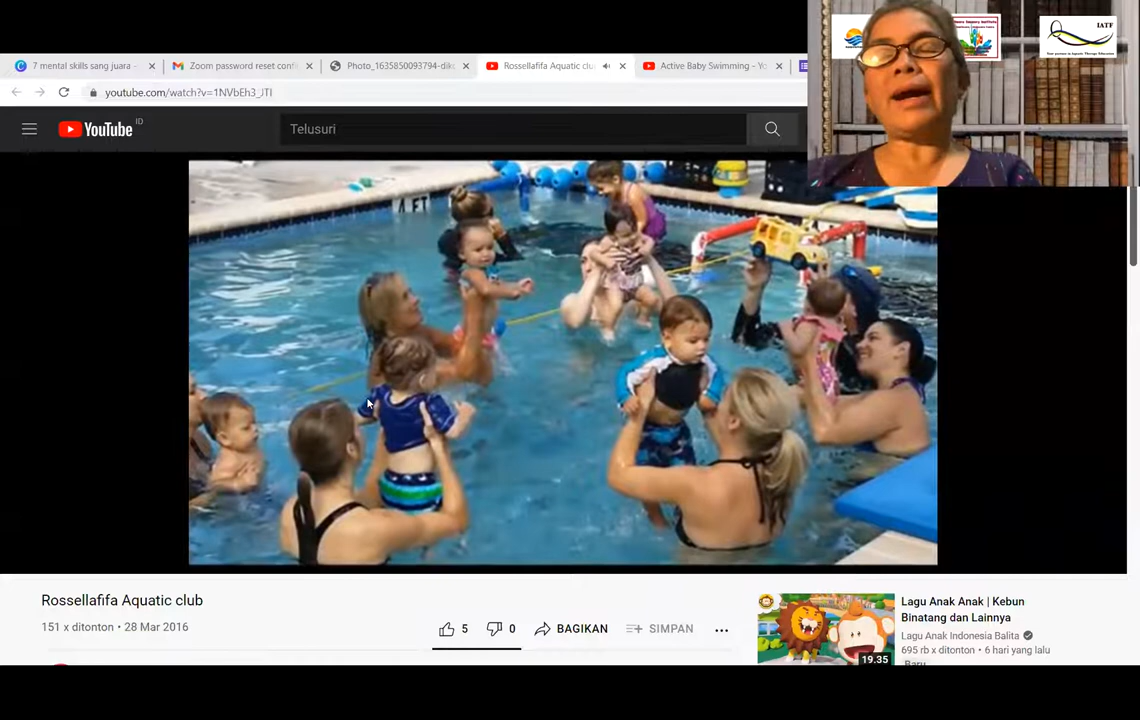 7 mental skills sang juara -
Zoom password reset conf
Photo_1635850093794-dik
Rossellafifa Aquatic clu
Active Baby Swimming - Yo
youtube.com/watch?v=1NVbEh3_JTI
YouTube ID
Telusuri
IATF
4 FT
Rossellafifa Aquatic club
151 x ditonton • 28 Mar 2016
5
0
BAGIKAN
SIMPAN
19.35
Lagu Anak Anak | Kebun
Binatang dan Lainnya
Lagu Anak Indonesia Balita
695 rb x ditonton • 6 hari yang lalu
Baru